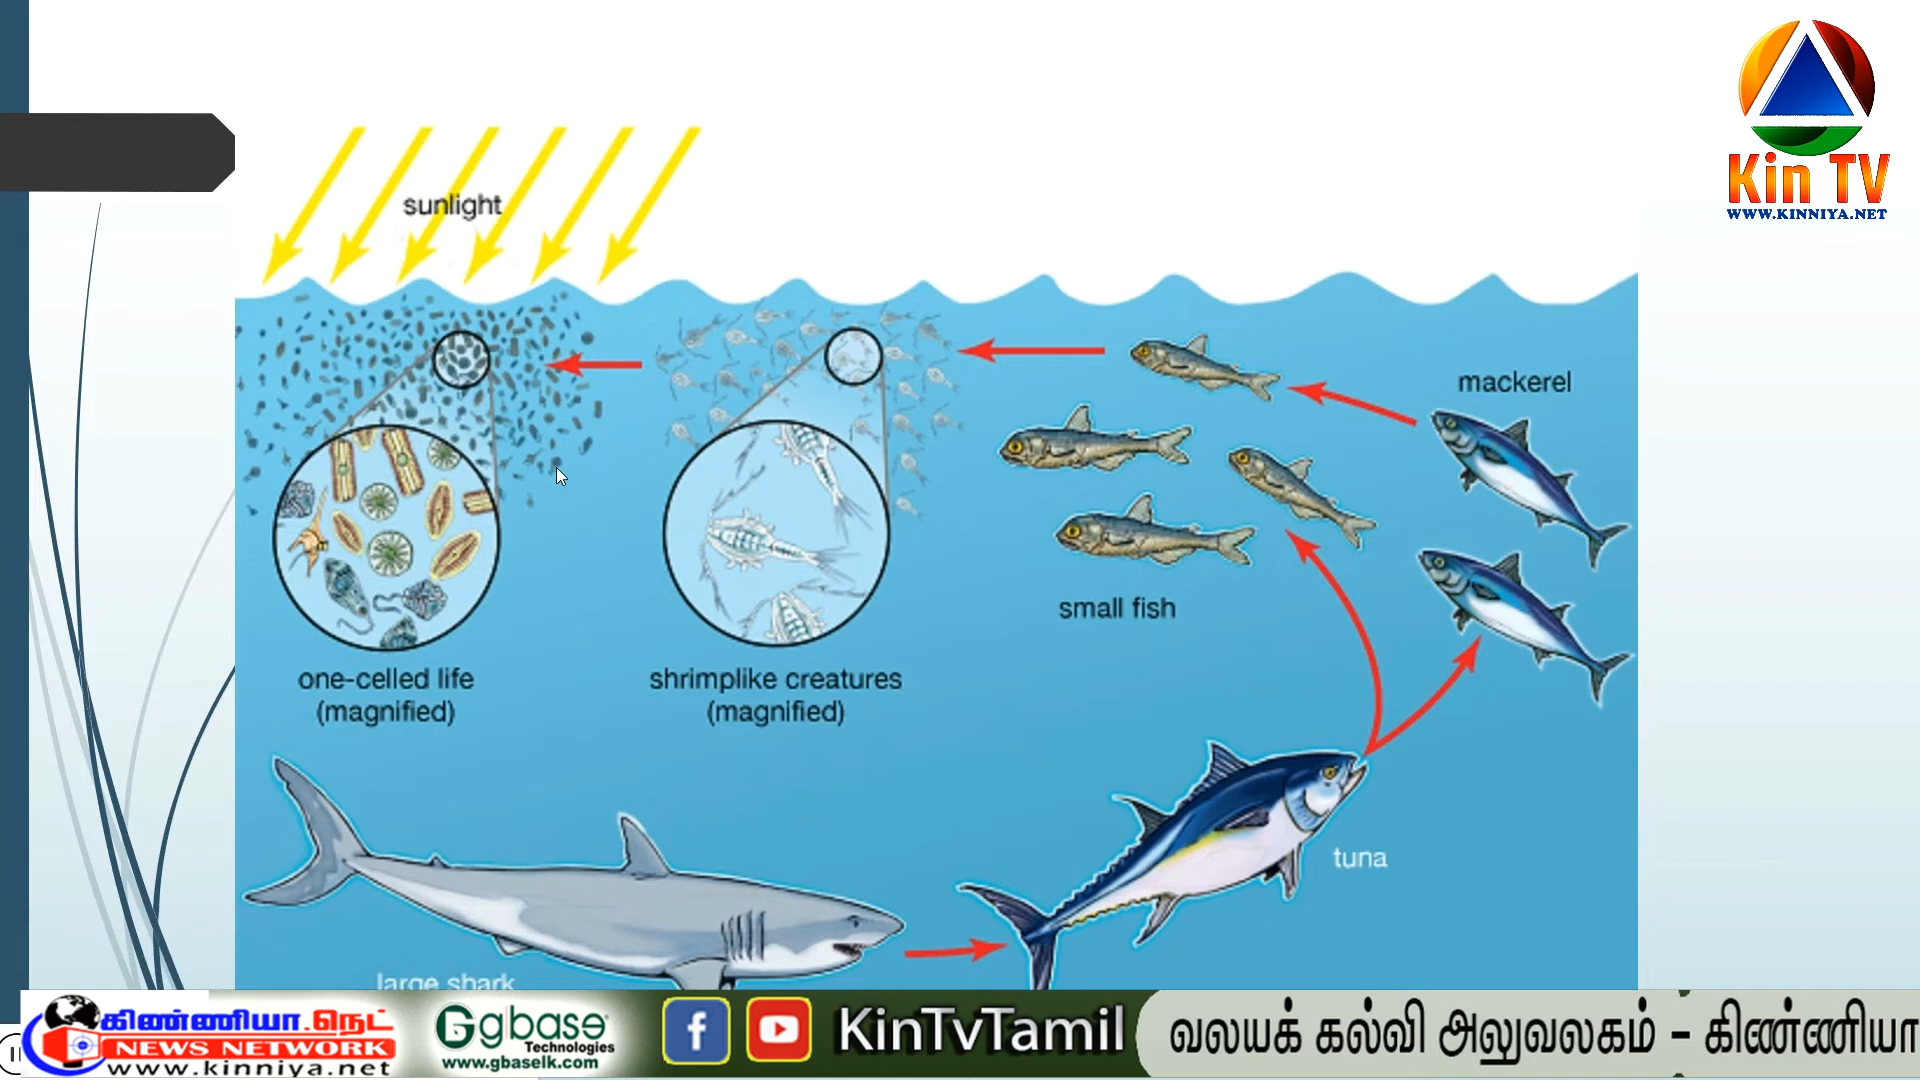 Kin TV
WWW.KINNIYA.NET
sunlight
mackerel
small fish
one-celled life
(magnified)
shrimplike creatures
(magnified)
tuna
large shark
கிண்ணியா.நெட்
NEWS NETWORK
www.kinniya.net
gbase
Technologies
www.gbaselk.com
KinTvTamil
வலயக் கல்வி அலுவலகம் - கிண்ணியா